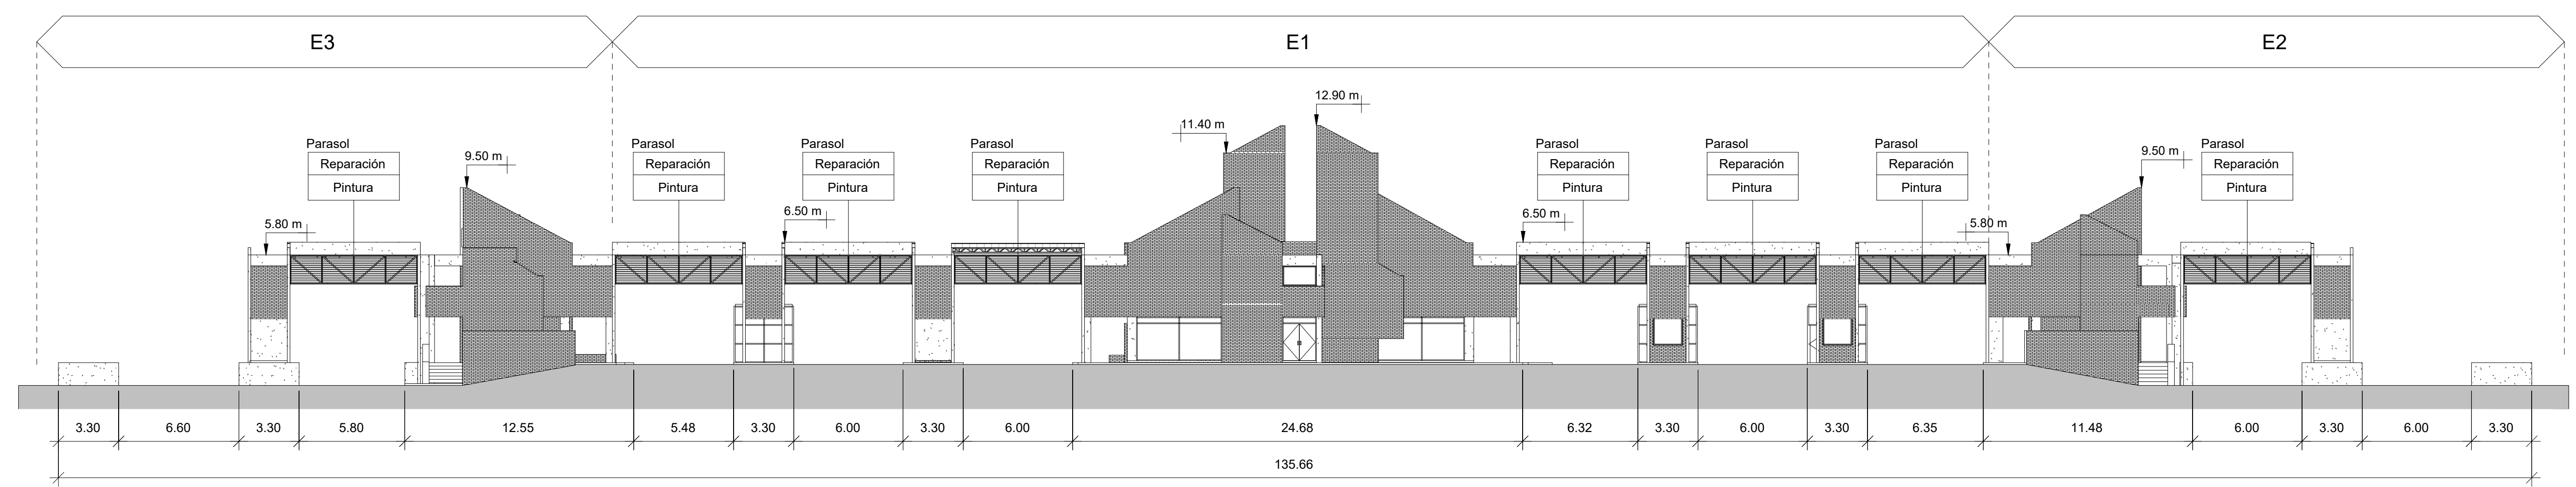 E3
E1
E2
12.90 m
11.40 m
Parasol
Reparación
Pintura
9.50 m
Parasol
Reparación
Pintura
Parasol
Reparación
Pintura
Parasol
Reparación
Pintura
Parasol
Reparación
Pintura
Parasol
Reparación
Pintura
Parasol
Reparación
Pintura
9.50 m
Parasol
Reparación
Pintura
5.80 m
6.50 m
6.50 m
5.80 m
3.30 6.60 3.30 5.80 12.55 5.48 3.30 6.00 3.30 6.00 24.68 6.32 3.30 6.00 3.30 6.35 11.48 6.00 3.30 6.00 3.30
135.66